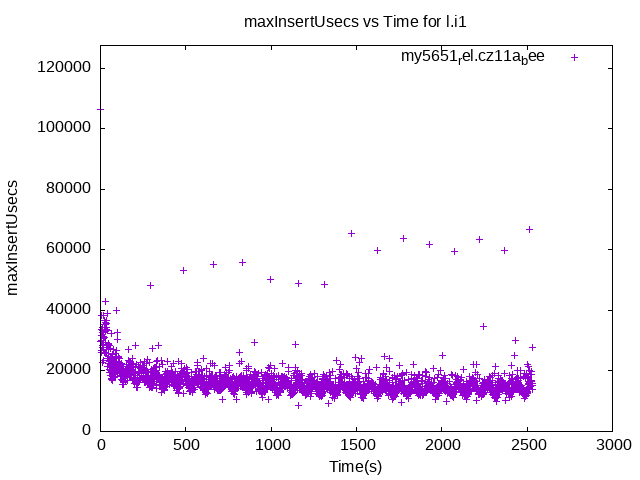 maxInsertUsecs vs Time for l.i1
my5651rel.cz11abee
120000
100000
80000
60000
40000
20000
0
maxInsertUsecs
0 500 1000 1500 2000 2500 3000
Time(s)